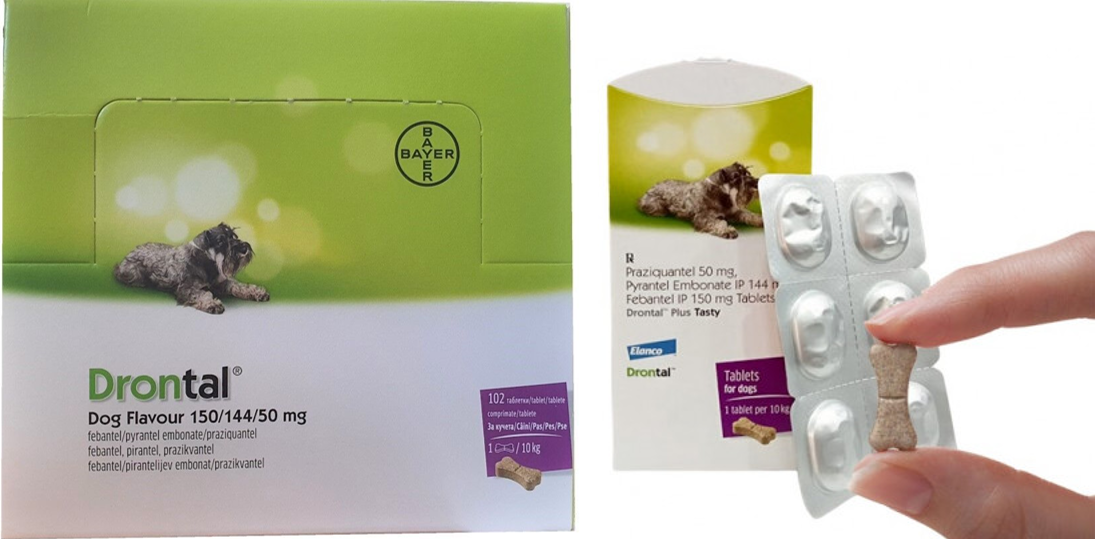 BAYER
BAYER
Drontal®
Dog Flavour 150/144/50 mg
febantel/pyrantel embonate/praziquantel
febantel, pirantel, prazikvantel
febantel/pirantelijev embonat/prazikvantel
102 таблетки/tablet/tablete
comprimate/tablete
За кучета/Câini/Pas/Pes/Pse
1 / 10 kg
Praziquantel 50 mg,
Pyrantel Embonate IP 144 m
Febantel IP 150 mg Tablets
Drontal™ Plus Tasty
Elanco
Drontal™
Tablets
for dogs
1 tablet per 10 kg